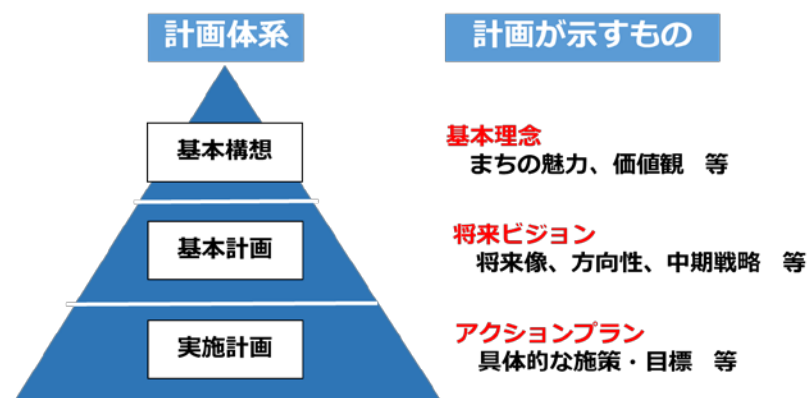 計画体系
計画が示すもの
基本構想
基本理念
まちの魅力、価値観　等
基本計画
将来ビジョン
将来像、方向性、中期戦略　等
実施計画
アクションプラン
具体的な施策・目標　等